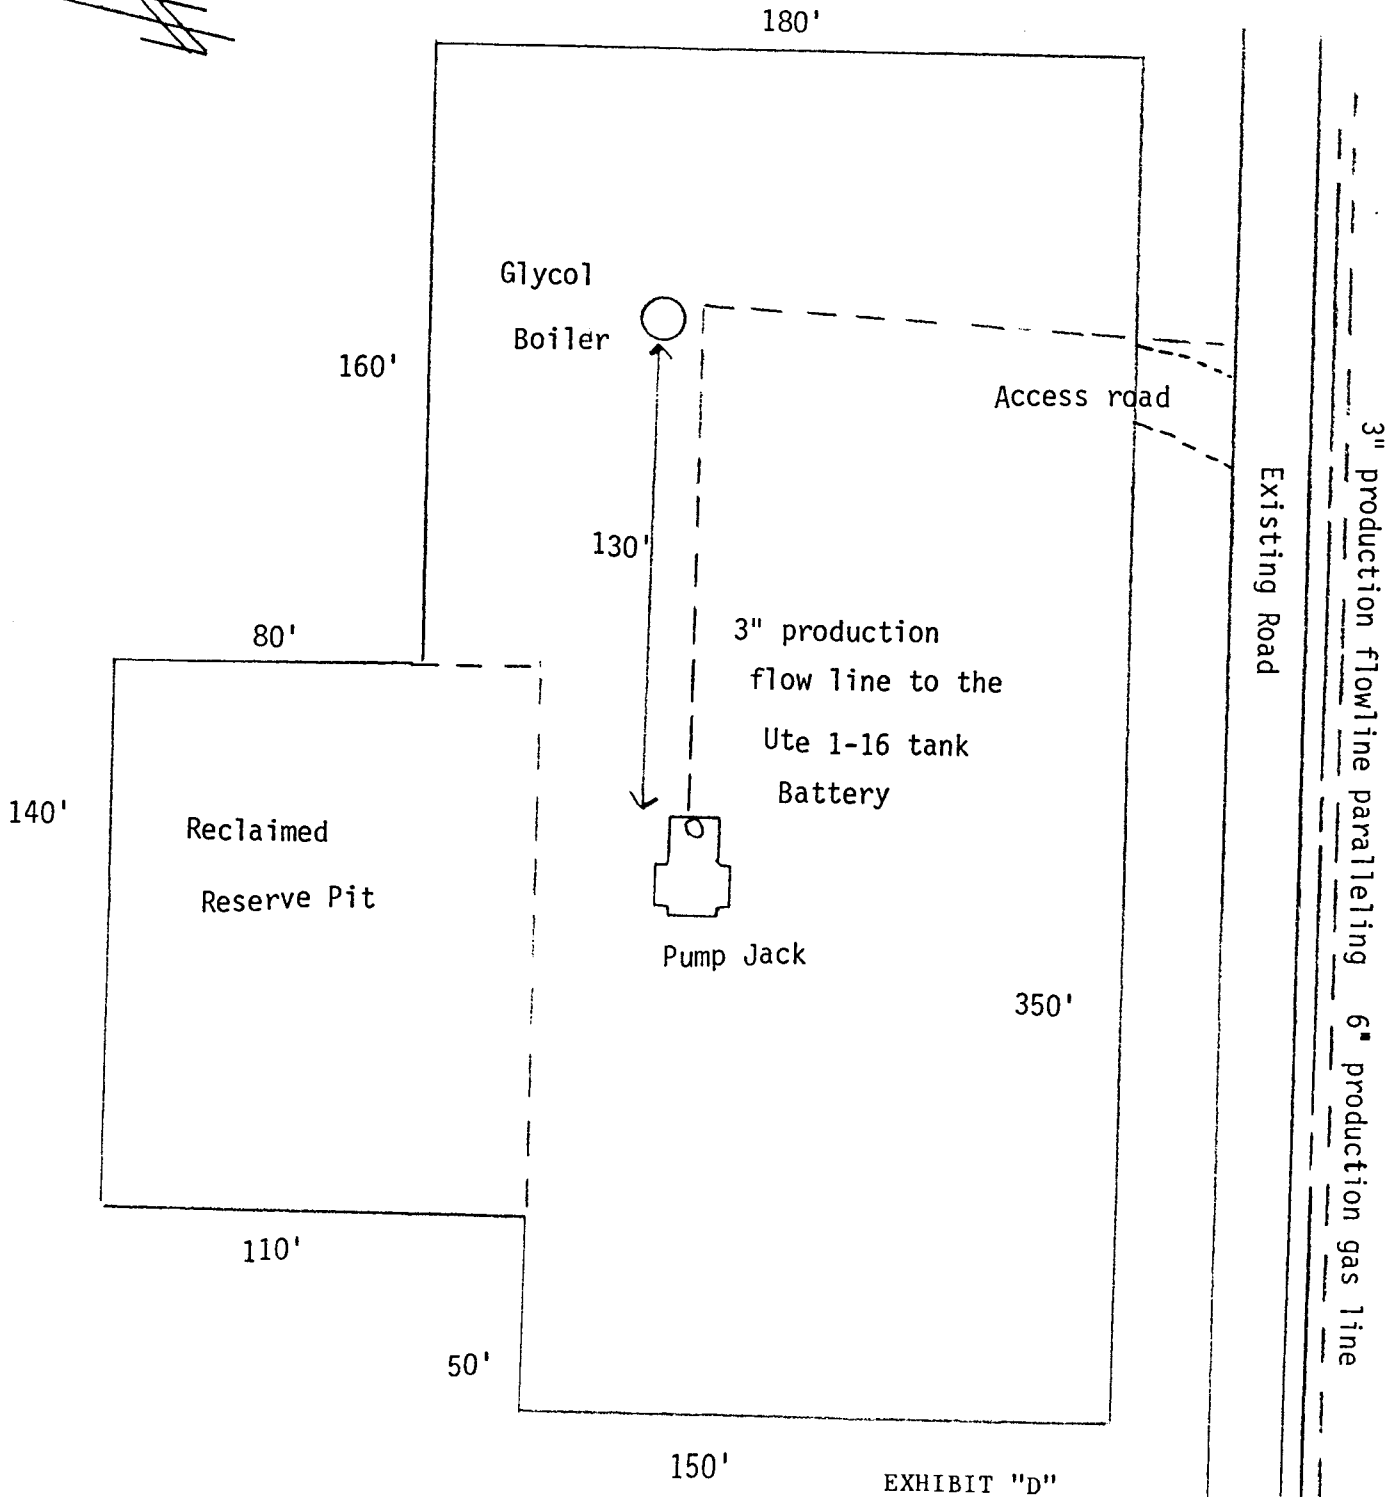 180'
Glycol
Boiler
160'
Access road
130'
Existing Road
3" production flowline paralleling 6" production gas line
80'
3" production
flow line to the
Ute 1-16 tank
Battery
140'
Reclaimed
Reserve Pit
Pump Jack
350'
110'
50'
150'
EXHIBIT "D"